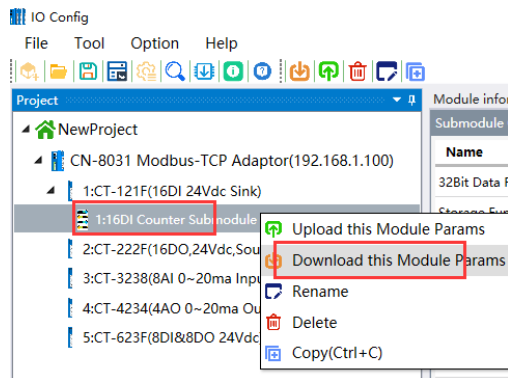 IO Config
File Tool Option Help
Project
Module infor
NewProject
Submodule
CN-8031 Modbus-TCP Adaptor(192.168.1.100)
Name
1:CT-121F(16DI 24Vdc Sink)
32Bit Data F
1:16DI Counter Submodule
Upload this Module Params
2:CT-222F(16DO,24Vdc,Sou
Download this Module Params
3:CT-3238(8AI 0~20ma Inpu
Rename
4:CT-4234(4AO 0~20ma Ou
Delete
5:CT-623F(8DI&8DO 24Vdc
Copy(Ctrl+C)